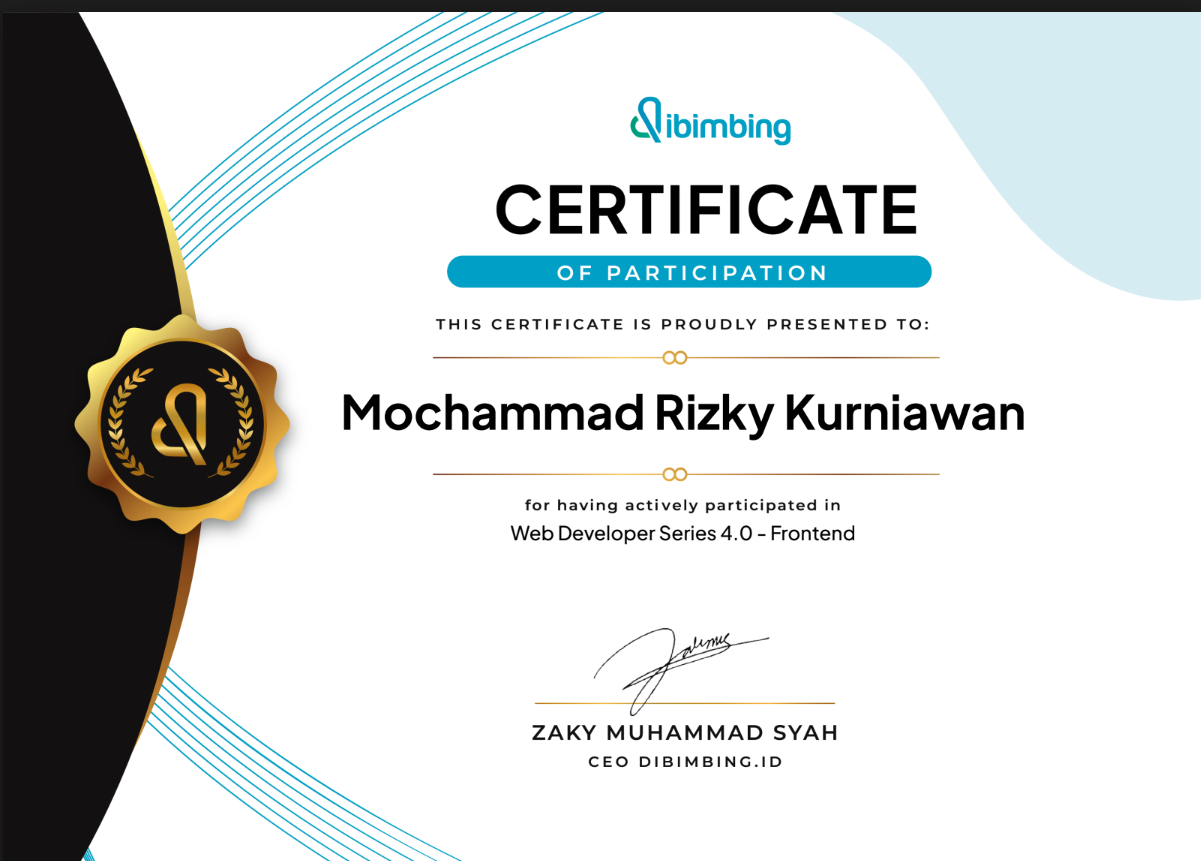 dibimbing
CERTIFICATE
OF PARTICIPATION
THIS CERTIFICATE IS PROUDLY PRESENTED TO:
Mochammad Rizky Kurniawan
for having actively participated in
Web Developer Series 4.0 - Frontend
ZAKY MUHAMMAD SYAH
CEO DIBIMBING.ID